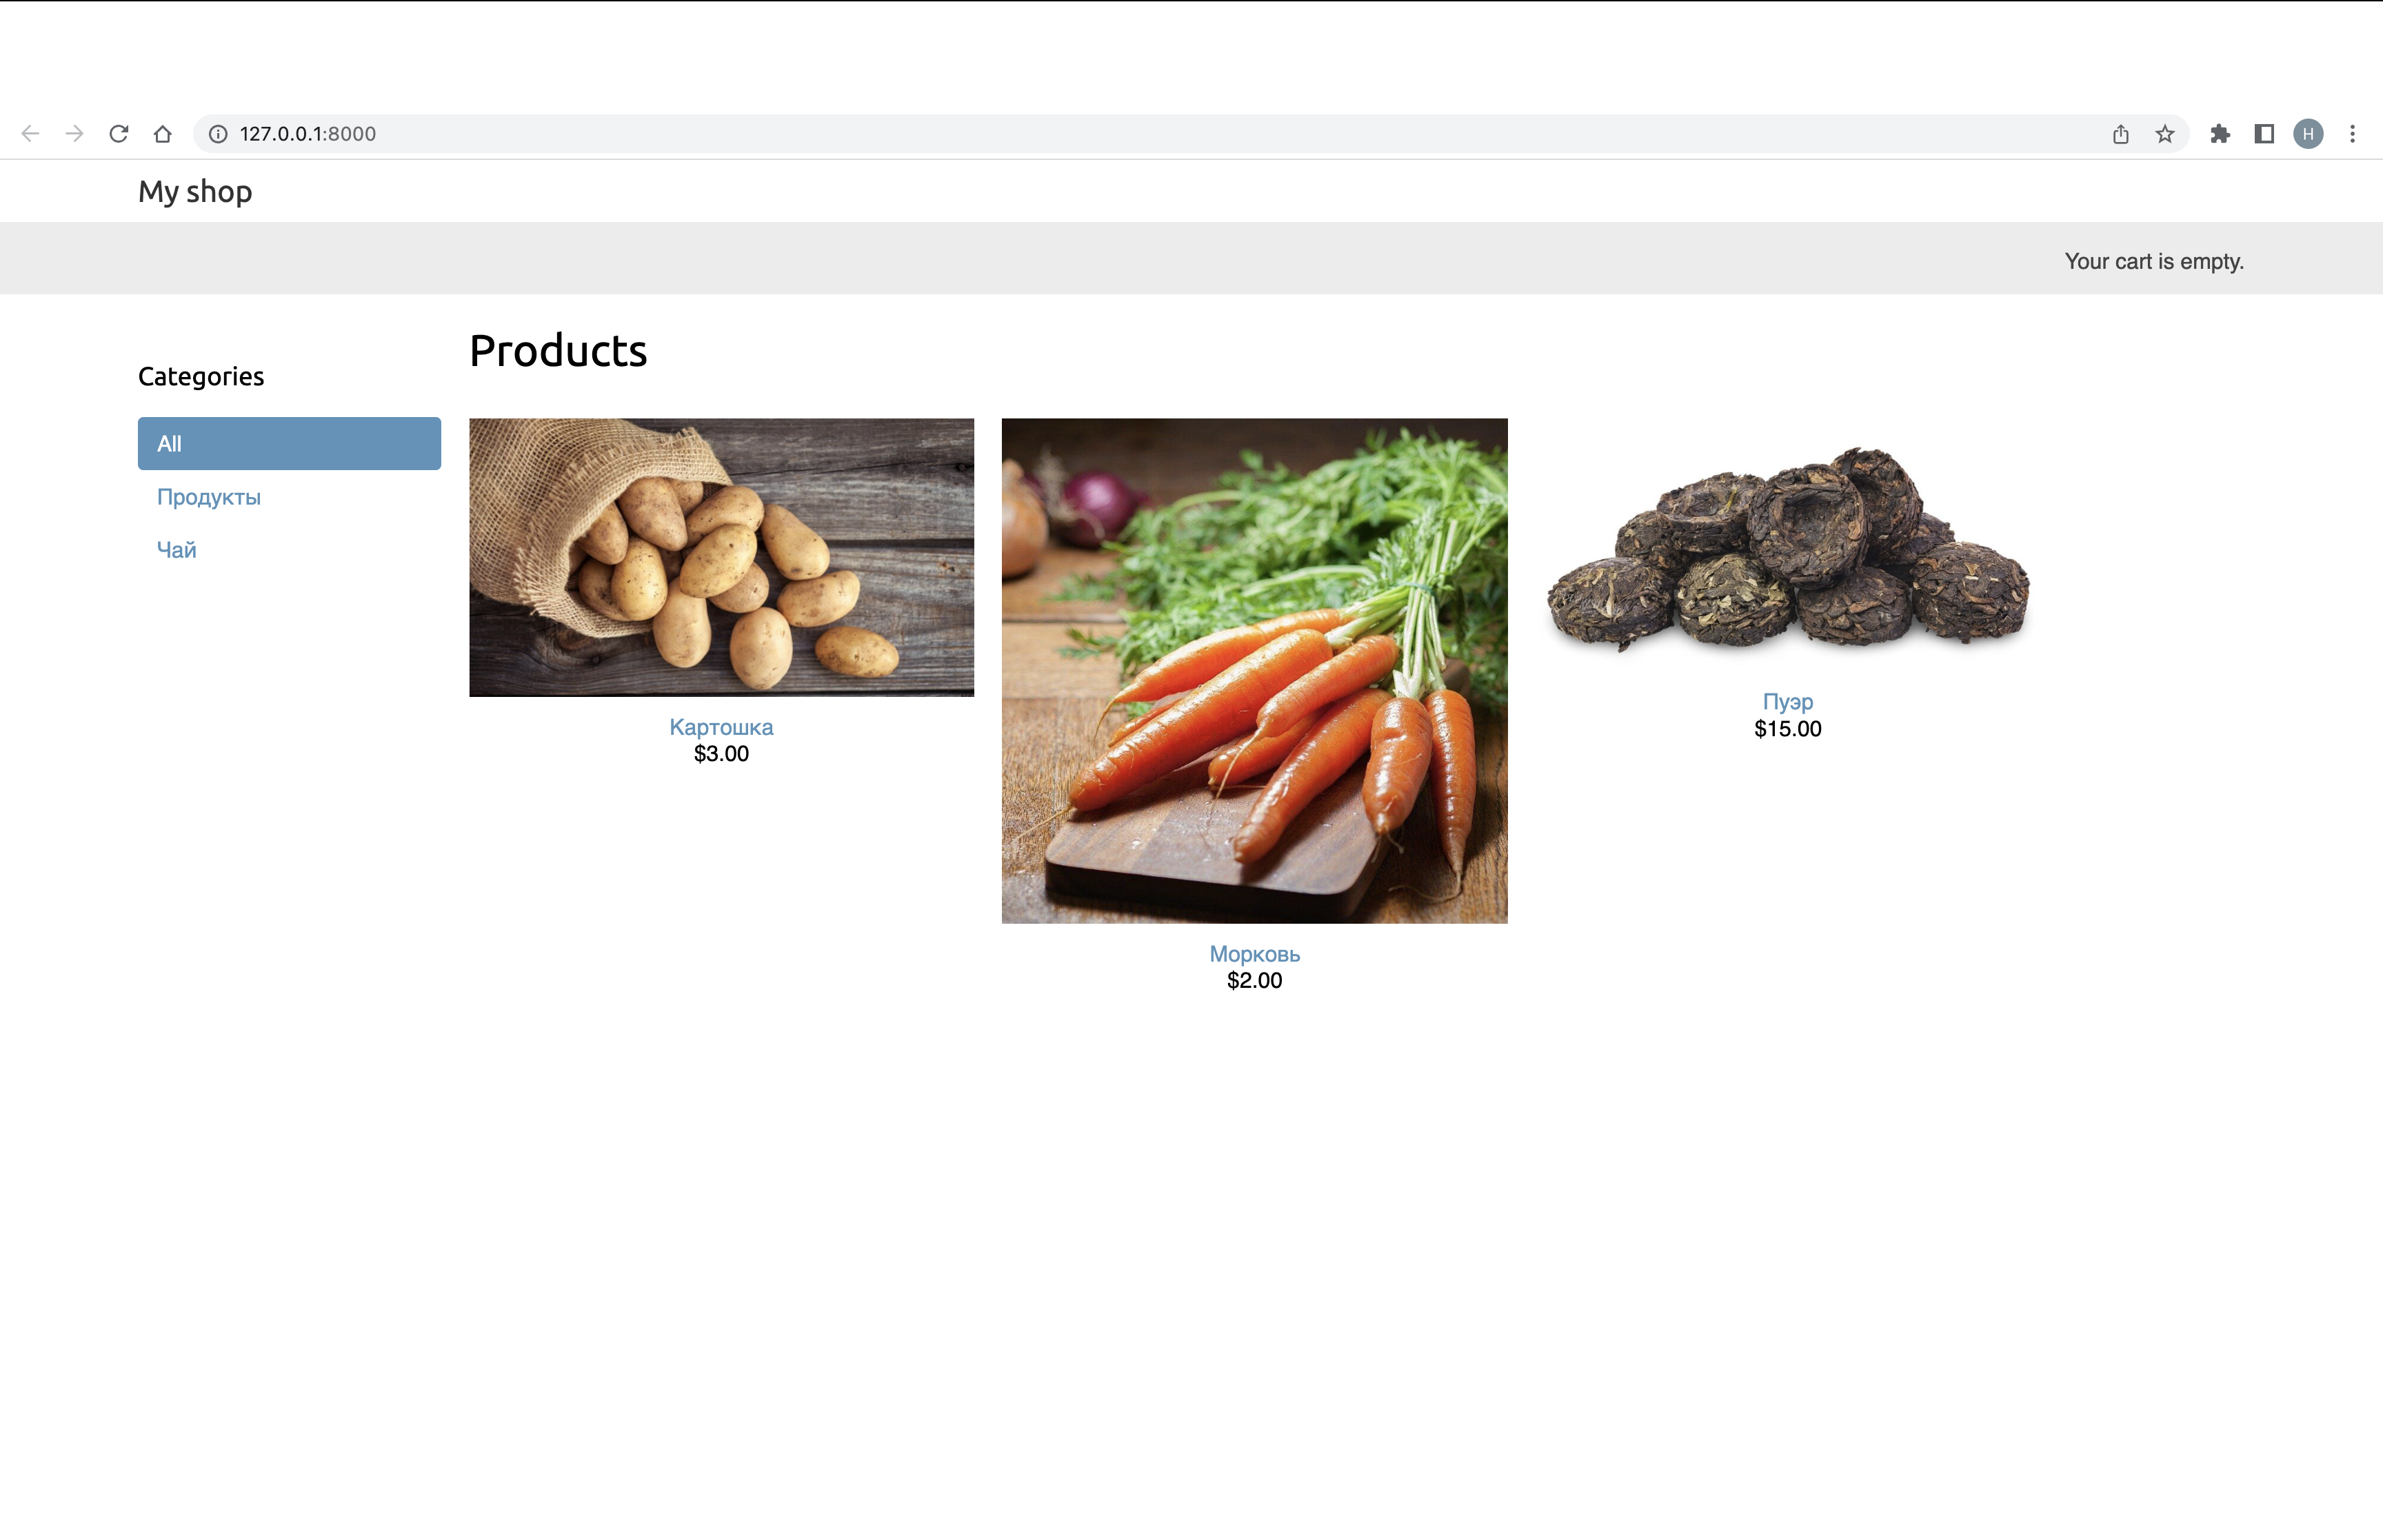 127.0.0.1:8000
H
My shop
Your cart is empty.
Products
Categories
All
Продукты
Чай
Картошка
$3.00
Морковь
$2.00
Пуэр
$15.00